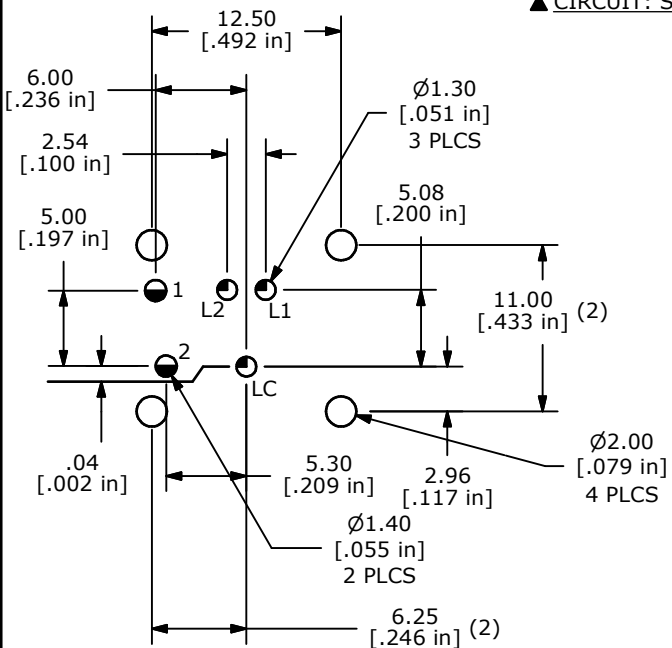 ▲ CIRCUIT: S
12.50
[.492 in]
6.00
[.236 in]
Ø1.30
[.051 in]
3 PLCS
2.54
[.100 in]
5.08
[.200 in]
5.00
[.197 in]
1
L2
L1
11.00
[.433 in] (2)
2
LC
.04
[.002 in]
5.30
[.209 in]
2.96
[.117 in]
Ø2.00
[.079 in]
4 PLCS
Ø1.40
[.055 in]
2 PLCS
6.25
[.246 in] (2)